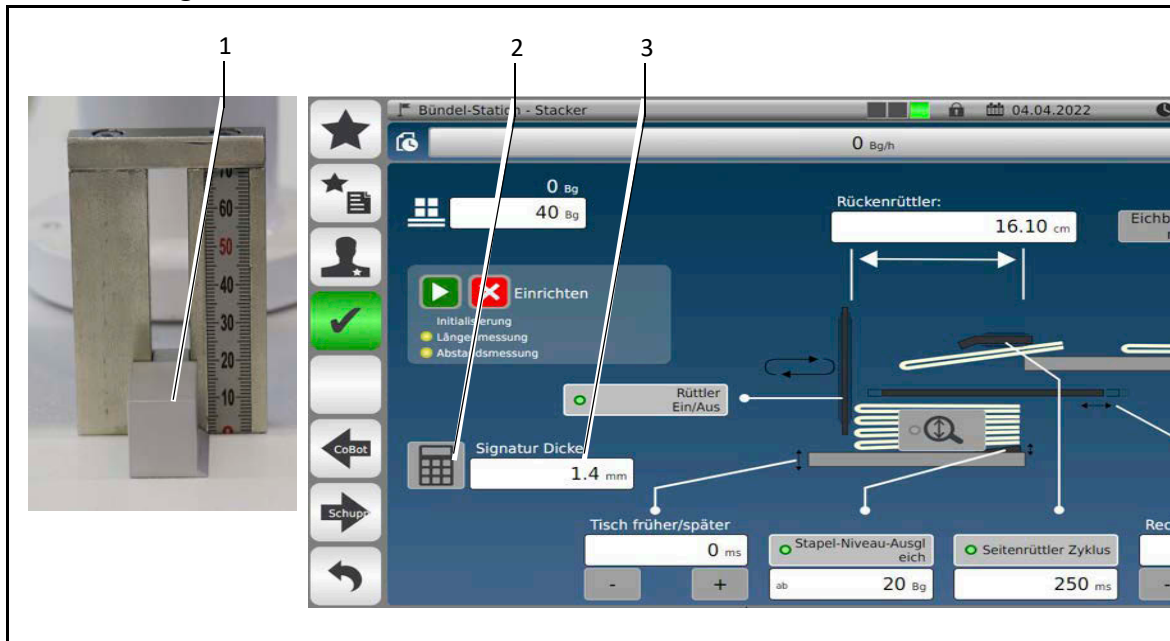 1
2
3
70
60
50
40
30
20
10
0
Bündel-Station - Stacker
04.04.2022
0 Bg/h
0 Bg
40 Bg
Rückenrüttler:
16.10 cm
Einrichten
Initialisierung
Längenmessung
Abstandsmessung
Rüttler
Ein/Aus
Signatur Dicke
1.4 mm
CoBot
Schupp
Tisch früher/später
0 ms
-
+
Stapel-Niveau-Ausgl
eich
ab 20 Bg
Seitenrüttler Zyklus
250 ms